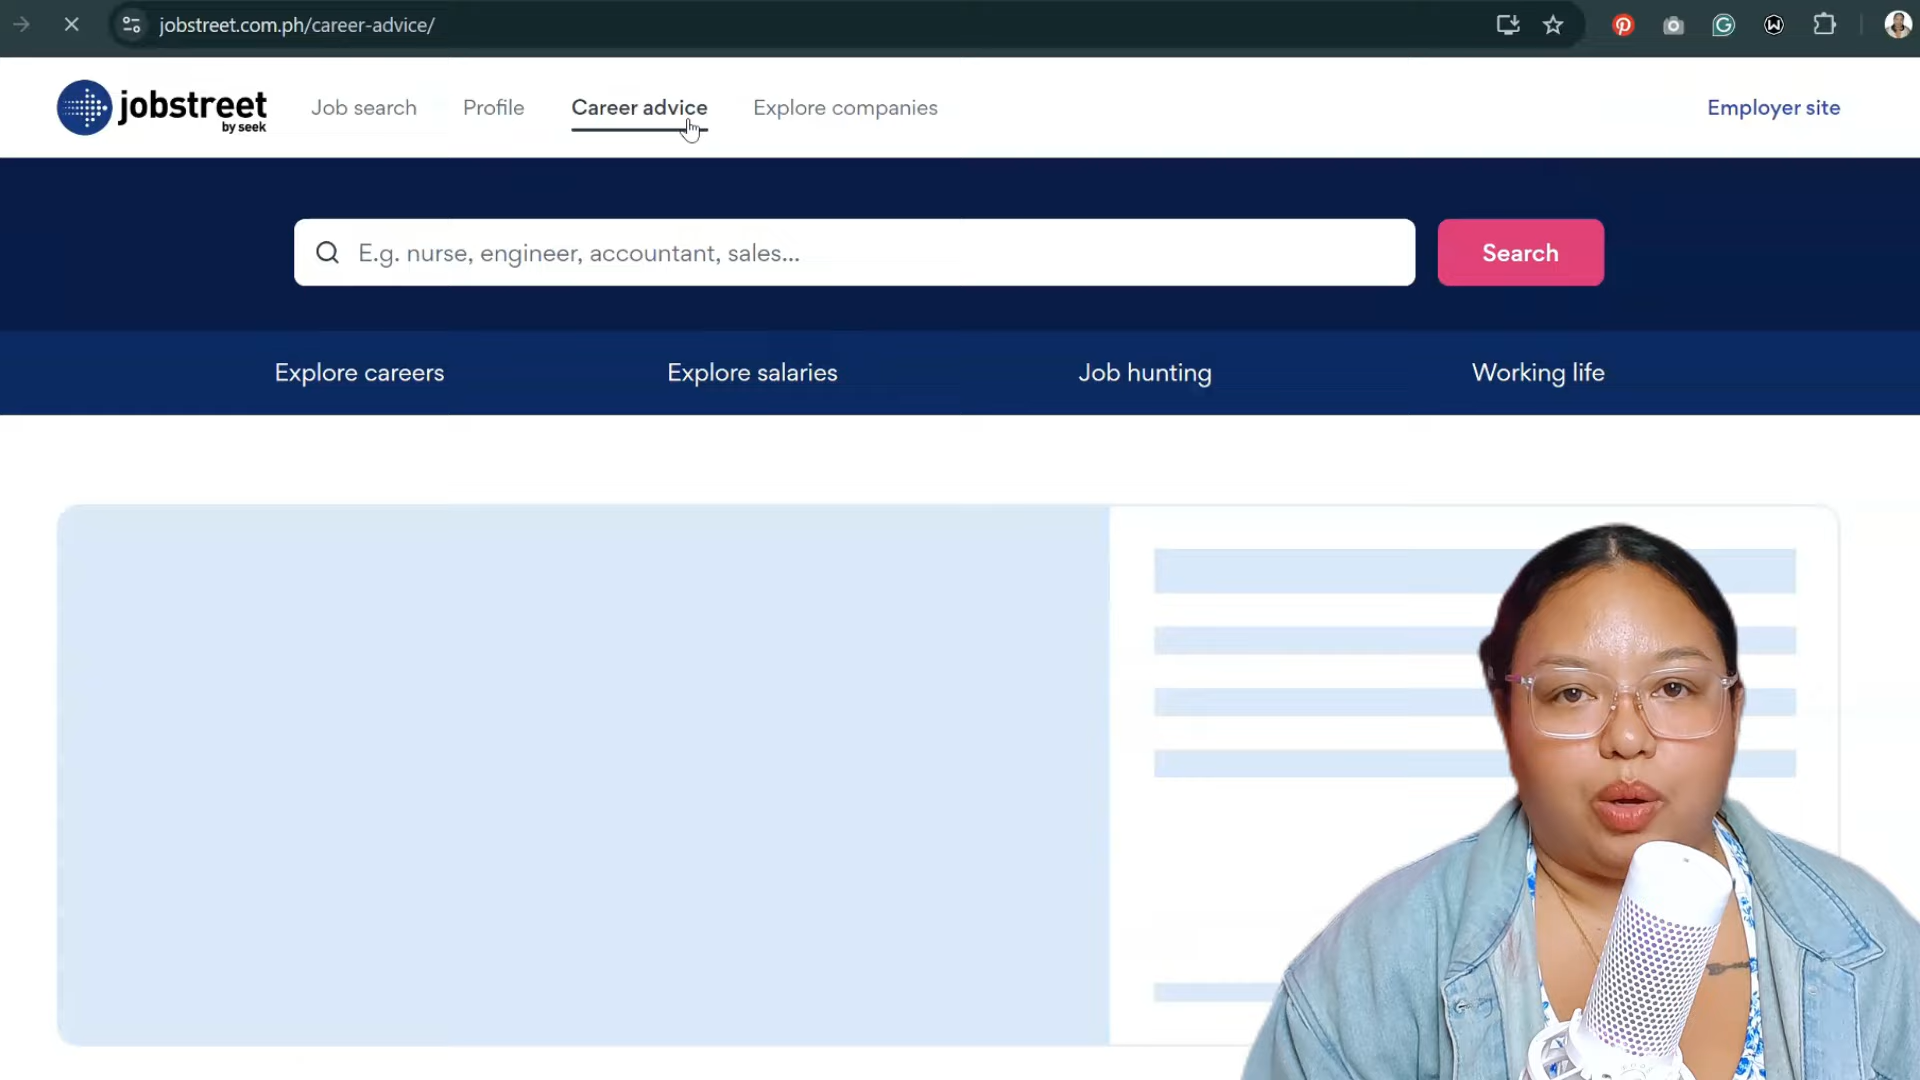 jobstreet.com.ph/career-advice/
jobstreet
by seek
Job search
Profile
Career advice
Explore companies
Employer site
E.g. nurse, engineer, accountant, sales...
Search
Explore careers
Explore salaries
Job hunting
Working life